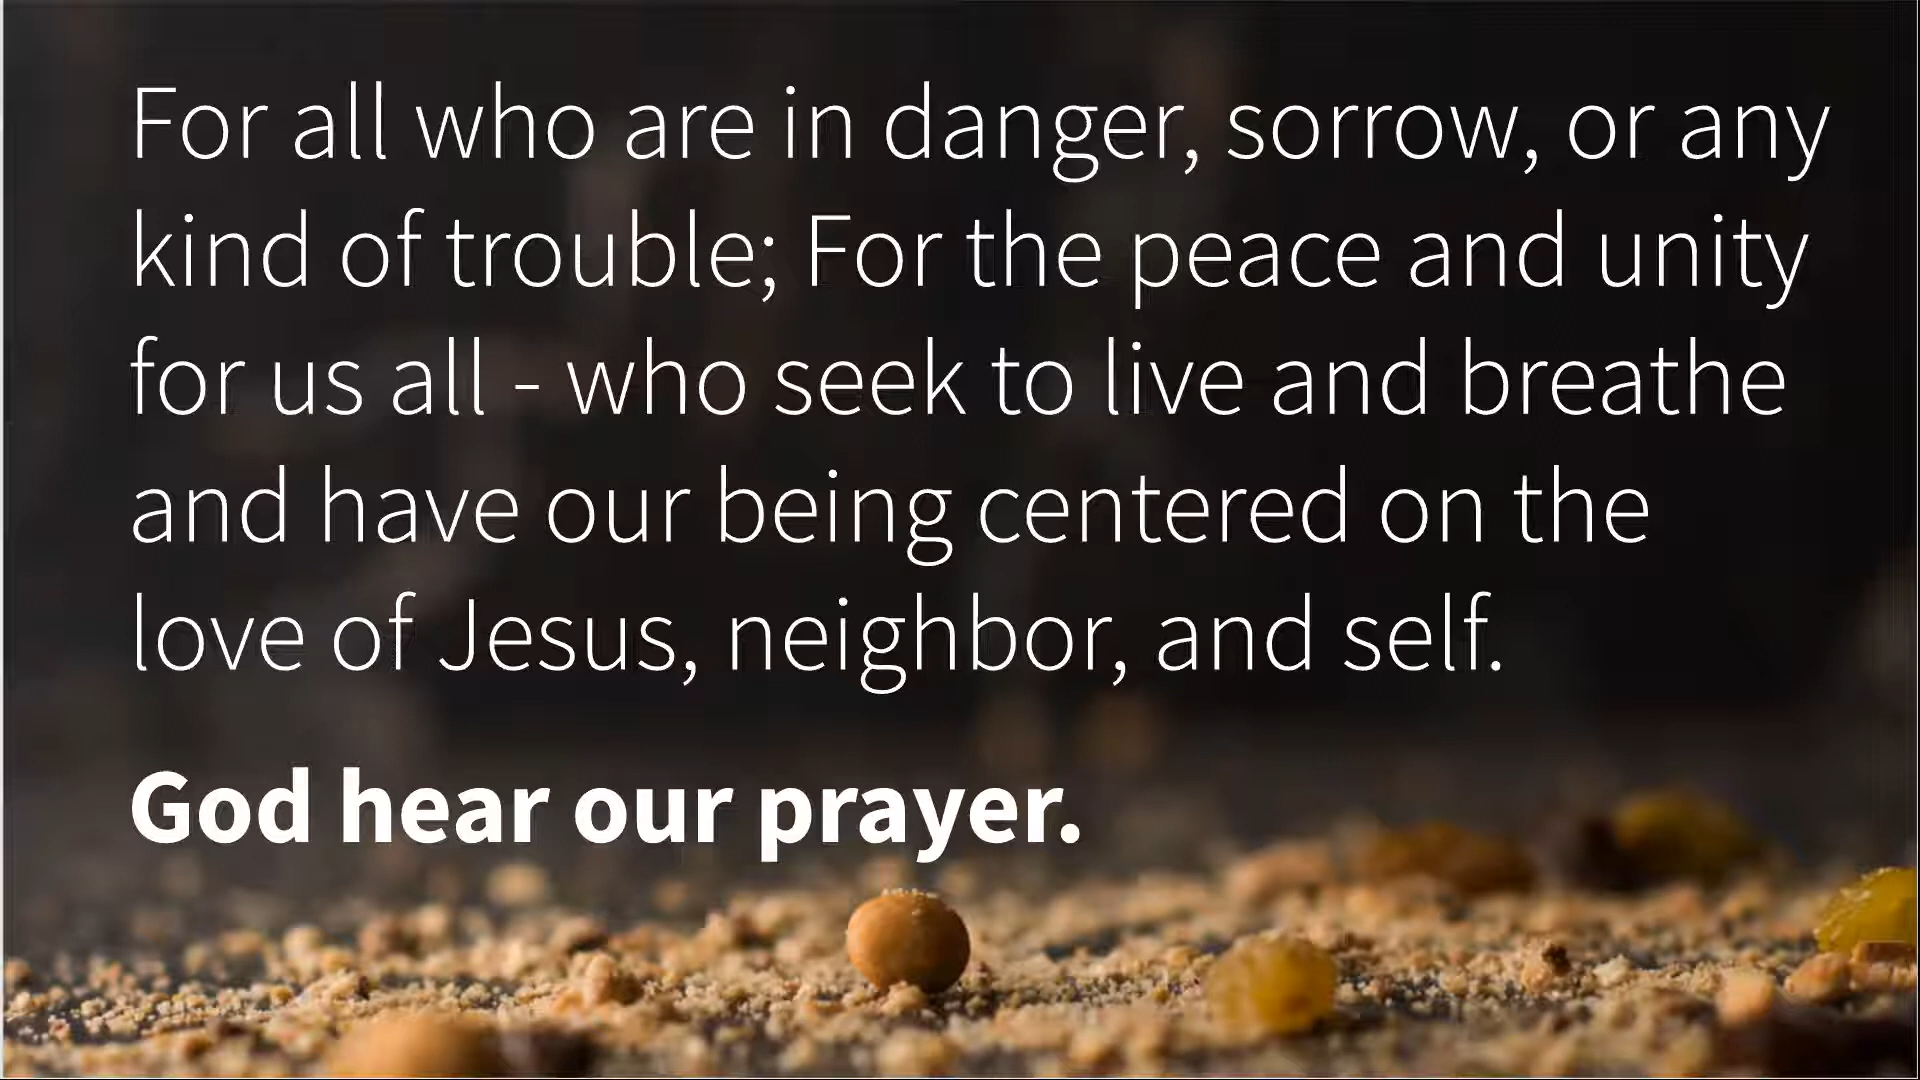 For all who are in danger, sorrow, or any
kind of trouble; For the peace and unity
for us all - who seek to live and breathe
and have our being centered on the
love of Jesus, neighbor, and self.
God hear our prayer.